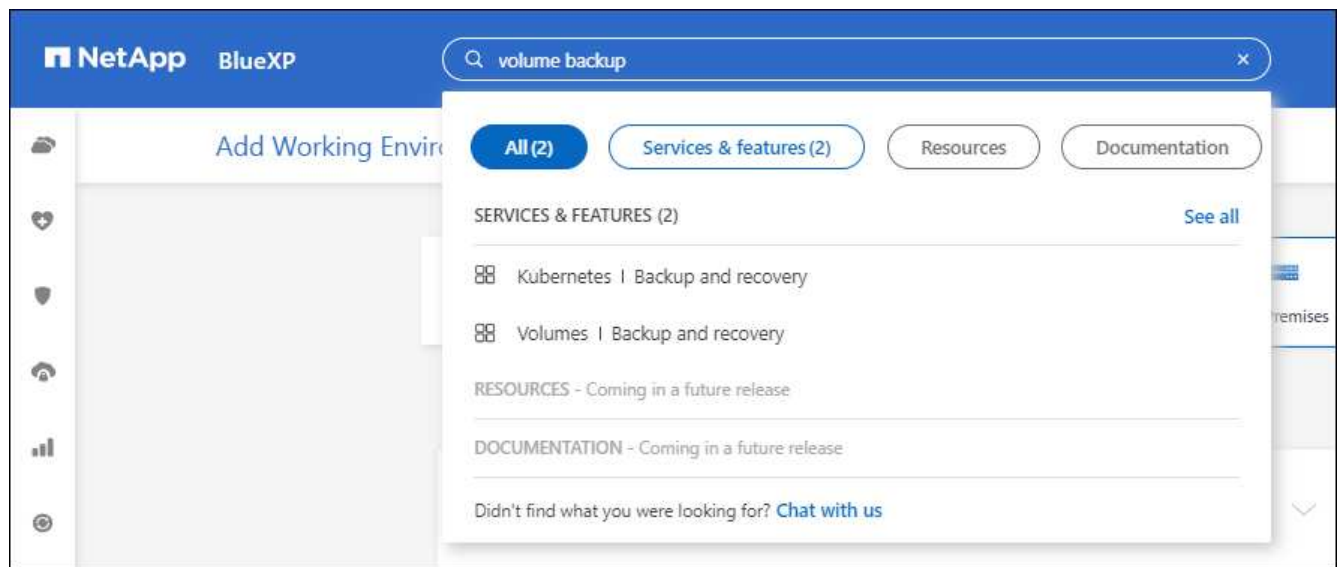 NetApp BlueXP
volume backup
Add Working Enviro
All (2)
Services & features (2)
Resources
Documentation
SERVICES & FEATURES (2)
See all
Kubernetes | Backup and recovery
Volumes | Backup and recovery
remises
RESOURCES - Coming in a future release
DOCUMENTATION - Coming in a future release
Didn't find what you were looking for? Chat with us